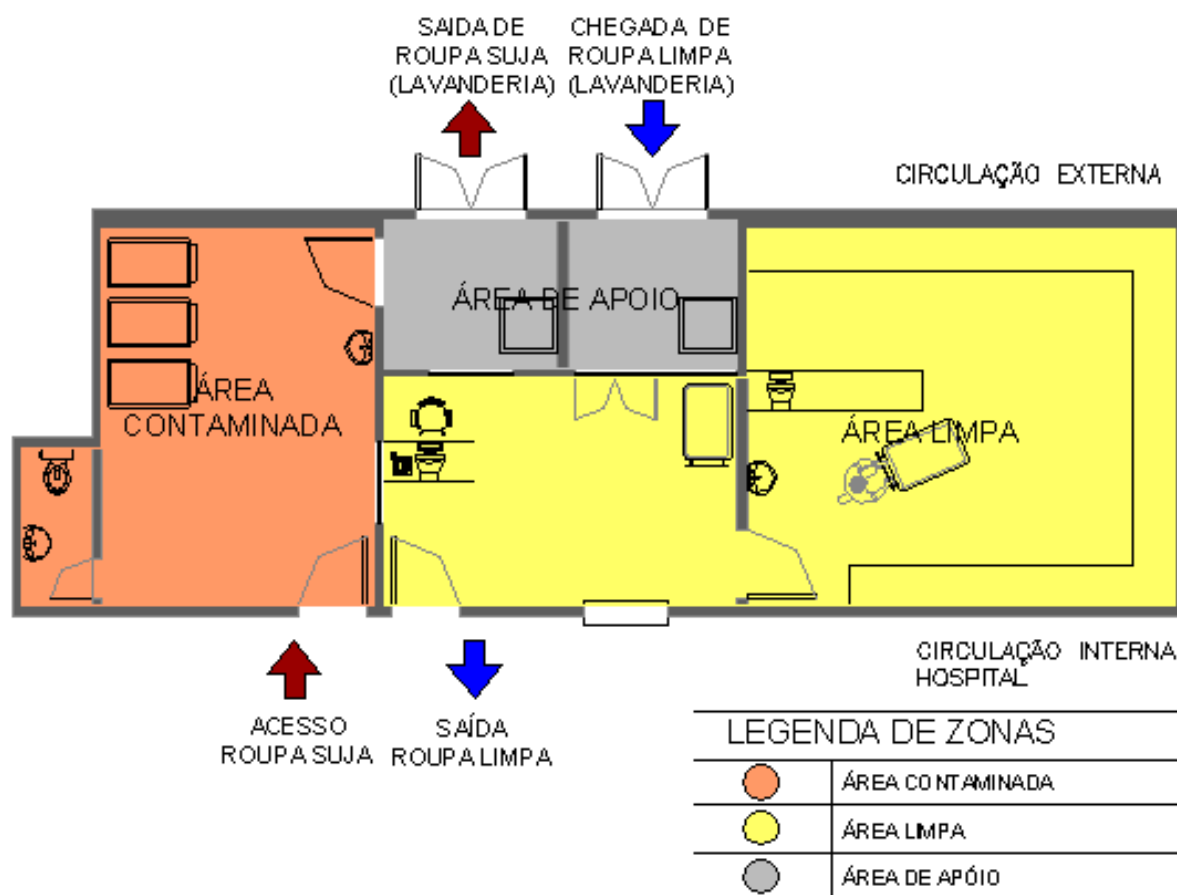 SAIDA DE
ROUPA SUJA
(LAVANDERIA)
CHEGADA DE
ROUPA LIMPA
(LAVANDERIA)
CIRCULAÇÃO EXTERNA
ÁREA DE APOIO
ÁREA
CONTAMINADA
ÁREA LIMPA
CIRCULAÇÃO INTERNA
HOSPITAL
ACESSO
ROUPA SUJA
SAÍDA
ROUPA LIMPA
LEGENDA DE ZONAS
ÁREA CONTAMINADA
ÁREA LIMPA
ÁREA DE APÓIO